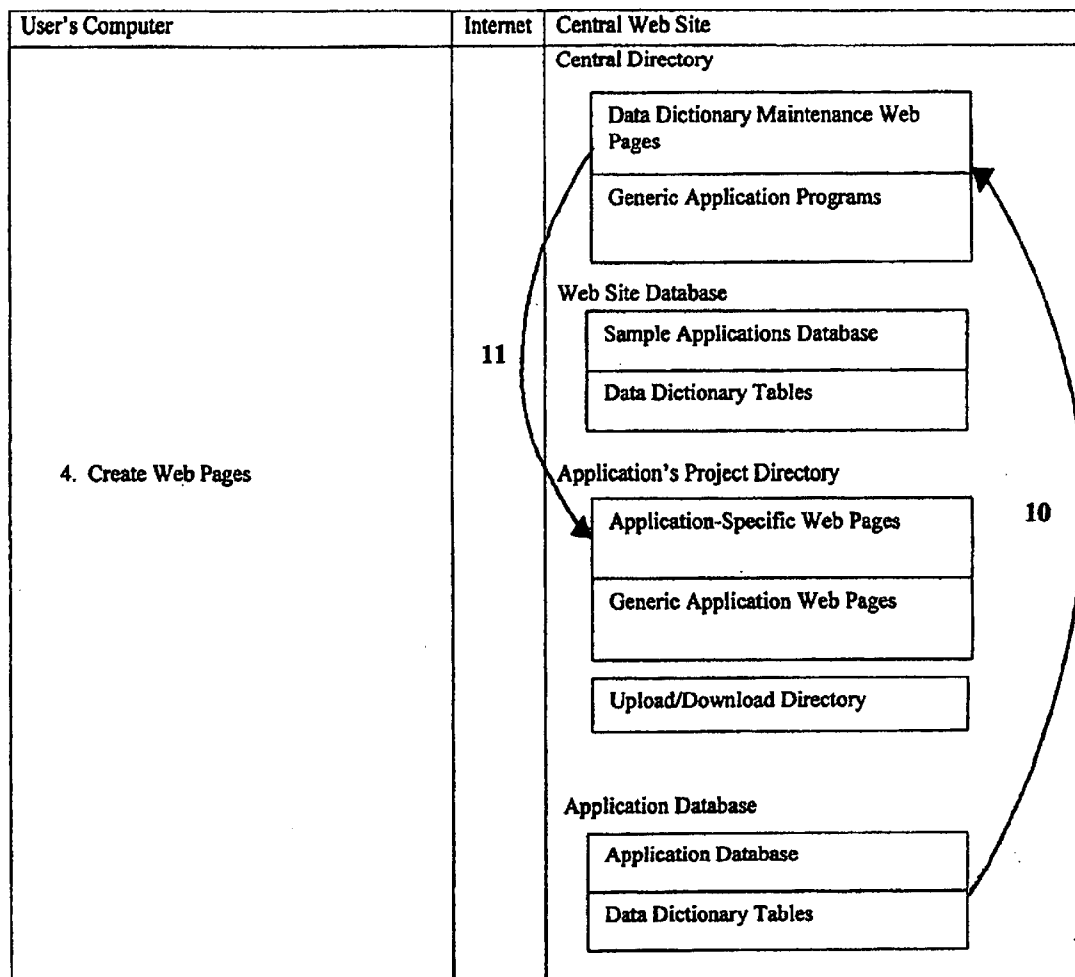 User's Computer
Internet
Central Web Site
Central Directory
Data Dictionary Maintenance Web
Pages
Generic Application Programs
Web Site Database
Sample Applications Database
11
Data Dictionary Tables
4. Create Web Pages
Application's Project Directory
Application-Specific Web Pages
10
Generic Application Web Pages
Upload/Download Directory
Application Database
Application Database
Data Dictionary Tables